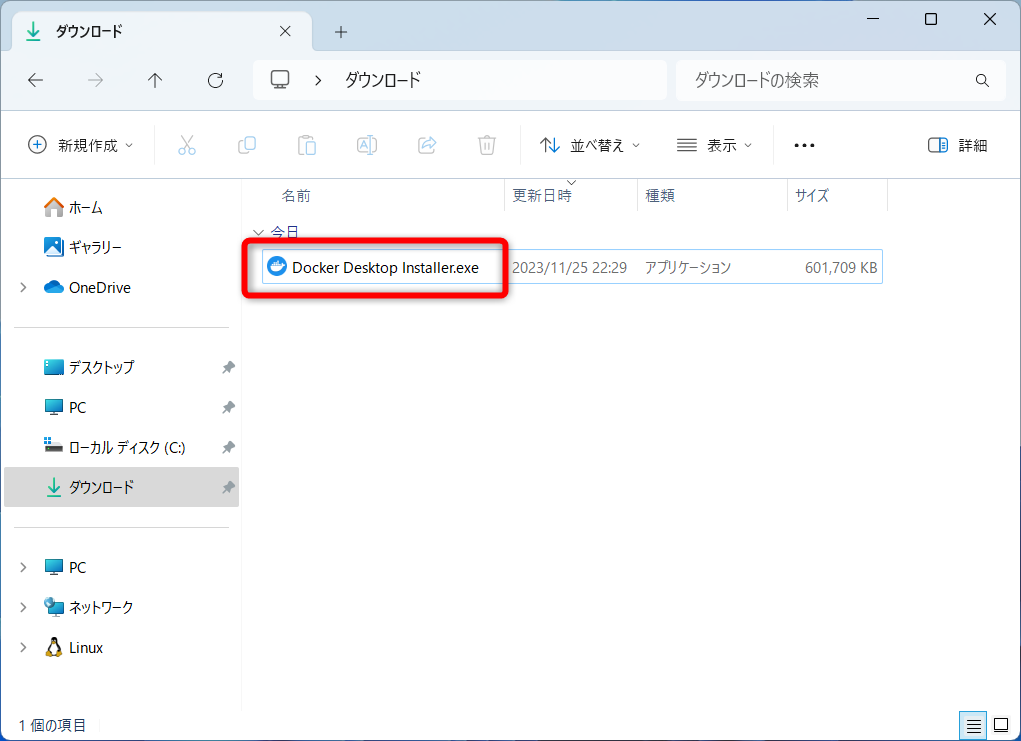 ダウンロード
ダウンロード
ダウンロードの検索
新規作成
並べ替え
表示
詳細
名前 更新日時 種類 サイズ
今日
Docker Desktop Installer.exe 2023/11/25 22:29 アプリケーション 601,709 KB
ホーム
ギャラリー
OneDrive
デスクトップ
PC
ローカル ディスク (C:)
ダウンロード
PC
ネットワーク
Linux
1 個の項目